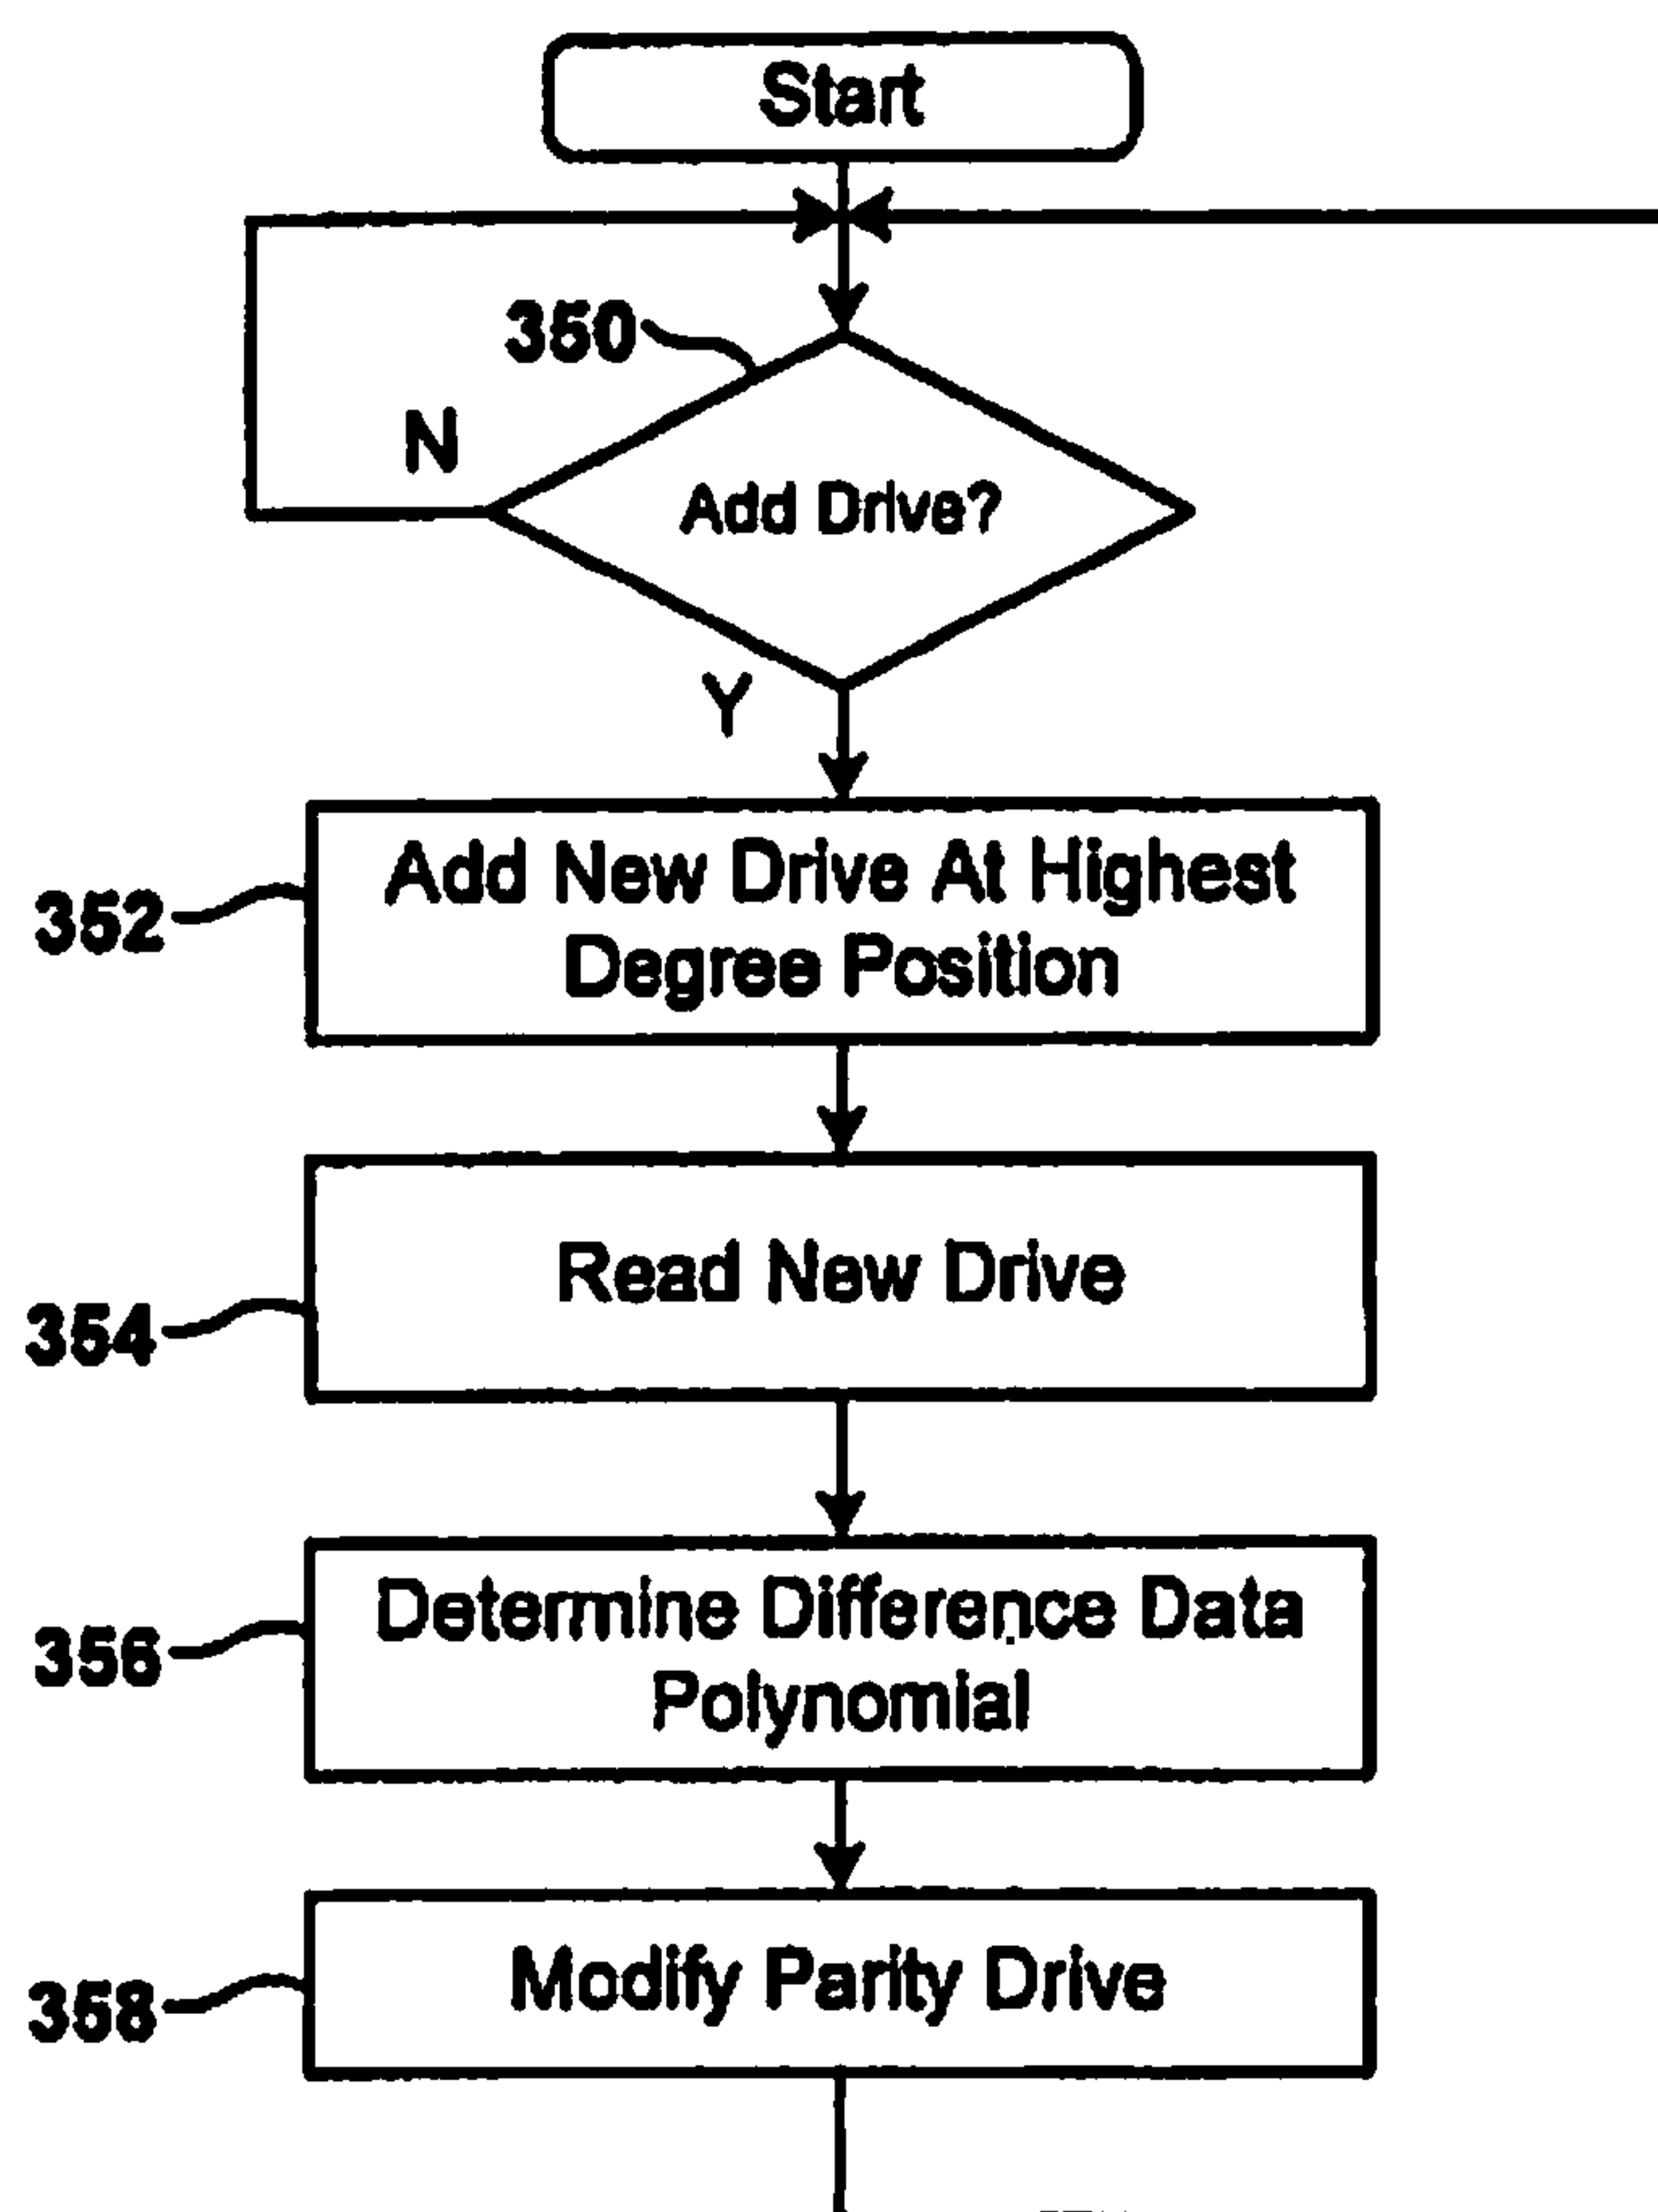 Start
350
N
Add Drive?
Y
Add New Drive At Highest
Degree Position
352
Read New Drive
354
Determine Difference Data
Polynomial
356
Modify Parity Drive
358